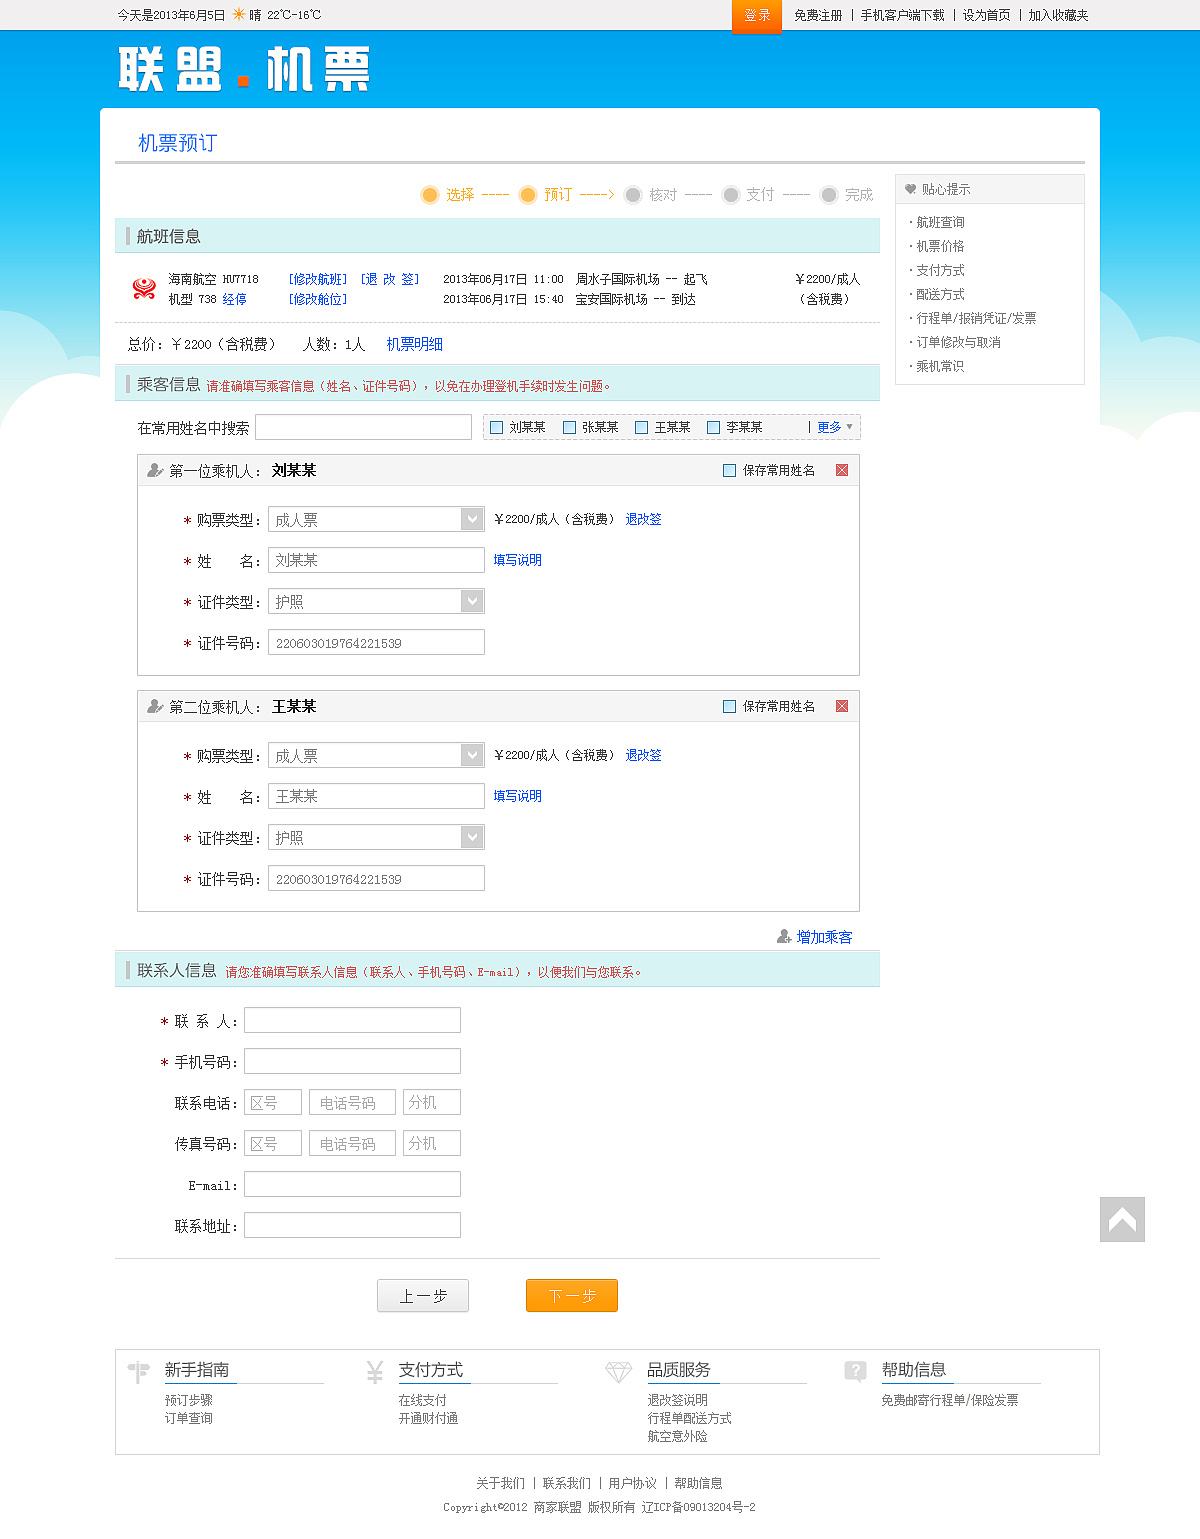 今天是2013年6月5日 晴 22℃-16℃
登录 免费注册 | 手机客户端下载 | 设为首页 | 加入收藏夹
联盟.机票
机票预订
选择 ---- 预订 ----> 核对 ---- 支付 ---- 完成
贴心提示
·航班查询
·机票价格
·支付方式
·配送方式
·行程单/报销凭证/发票
·订单修改与取消
·乘机常识
航班信息
海南航空 HU7718 [修改航班] [退 改 签] 2013年06月17日 11:00 周水子国际机场 -- 起飞 ￥2200/成人
机型 738 经停 [修改舱位] 2013年06月17日 15:40 宝安国际机场 -- 到达 （含税费）
总价：￥2200（含税费） 人数：1人 机票明细
乘客信息 请准确填写乘客信息（姓名、证件号码），以免在办理登机手续时发生问题。
在常用姓名中搜索 刘某某 张某某 王某某 李某某 | 更多
第一位乘机人： 刘某某 保存常用姓名
* 购票类型： 成人票 ￥2200/成人（含税费） 退改签
* 姓 名： 刘某某 填写说明
* 证件类型： 护照
* 证件号码： 220603019764221539
第二位乘机人： 王某某 保存常用姓名
* 购票类型： 成人票 ￥2200/成人（含税费） 退改签
* 姓 名： 王某某 填写说明
* 证件类型： 护照
* 证件号码： 220603019764221539
增加乘客
联系人信息 请您准确填写联系人信息（联系人、手机号码、E-mail），以便我们与您联系。
* 联 系 人：
* 手机号码：
联系电话： 区号 电话号码 分机
传真号码： 区号 电话号码 分机
E-mail：
联系地址：
上一步 下一步
新手指南
预订步骤
订单查询
支付方式
在线支付
开通财付通
品质服务
退改签说明
行程单配送方式
航空意外险
帮助信息
免费邮寄行程单/保险发票
关于我们 | 联系我们 | 用户协议 | 帮助信息
Copyright©2012 商家联盟 版权所有 辽ICP备09013204号-2